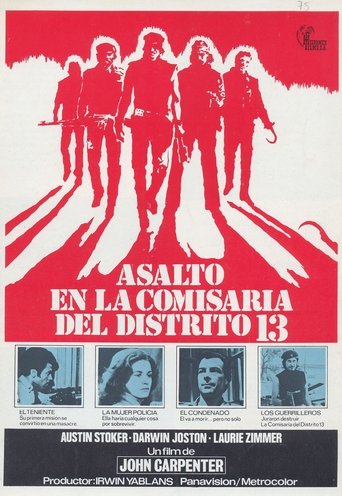 75
REGENCY
FILMS S.A.
ASALTO
EN LA COMISARIA
DEL DISTRITO 13
EL TENIENTE
Su primera misión se
convirtió en una masacre.
LA MUJER POLICIA
Ella haría cualquier cosa
por sobrevivir.
EL CONDENADO
El va a morir... pero no solo
LOS GUERRILLEROS
Juraron destruir
La Comisaría del Distrito 13
AUSTIN STOKER - DARWIN JOSTON - LAURIE ZIMMER
Un film de
JOHN CARPENTER
Productor: IRWIN YABLANS Panavision/Metrocolor